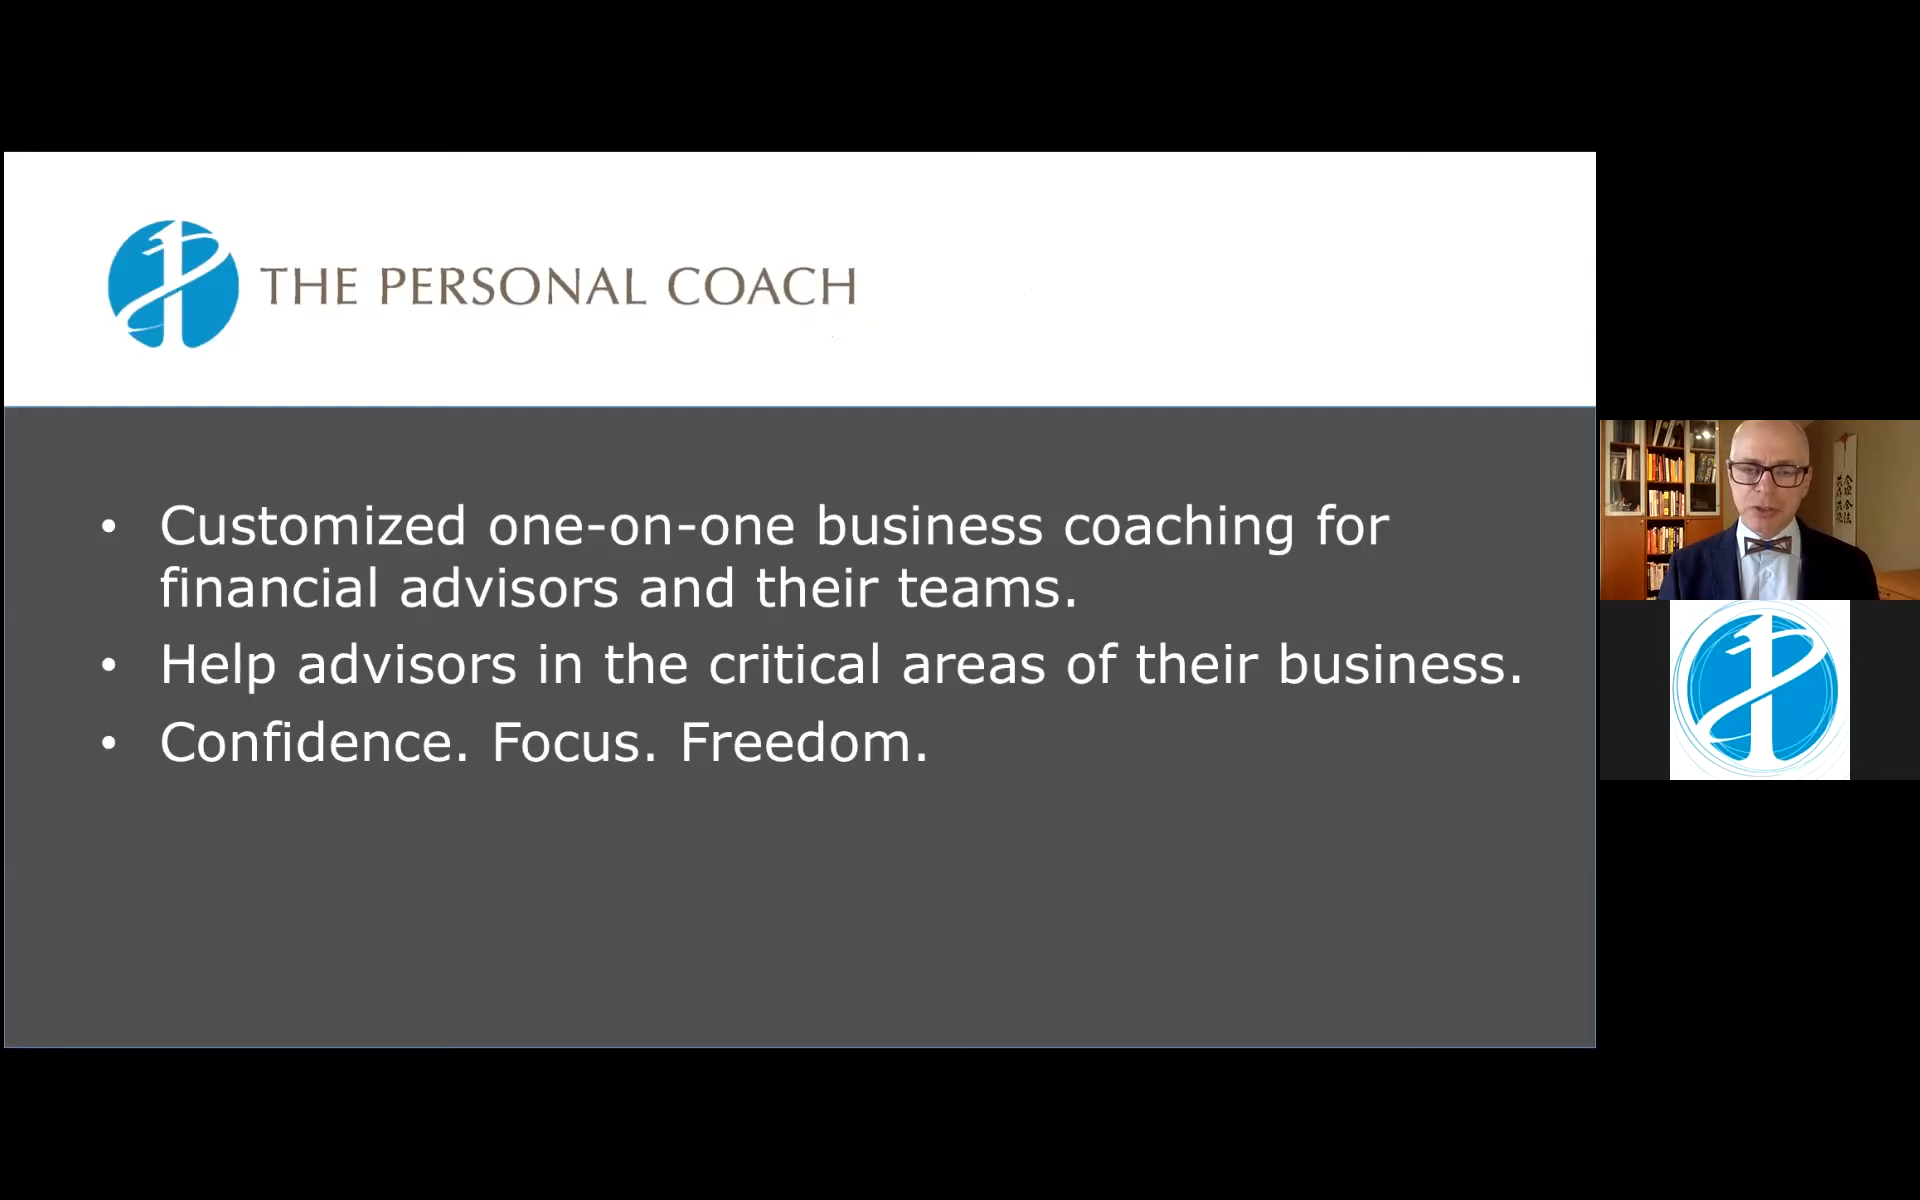 THE PERSONAL COACH
• Customized one-on-one business coaching for
financial advisors and their teams.
• Help advisors in the critical areas of their business.
• Confidence. Focus. Freedom.